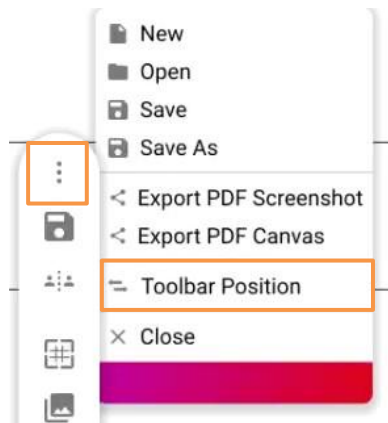 New
Open
Save
Save As
Export PDF Screenshot
Export PDF Canvas
Toolbar Position
Close